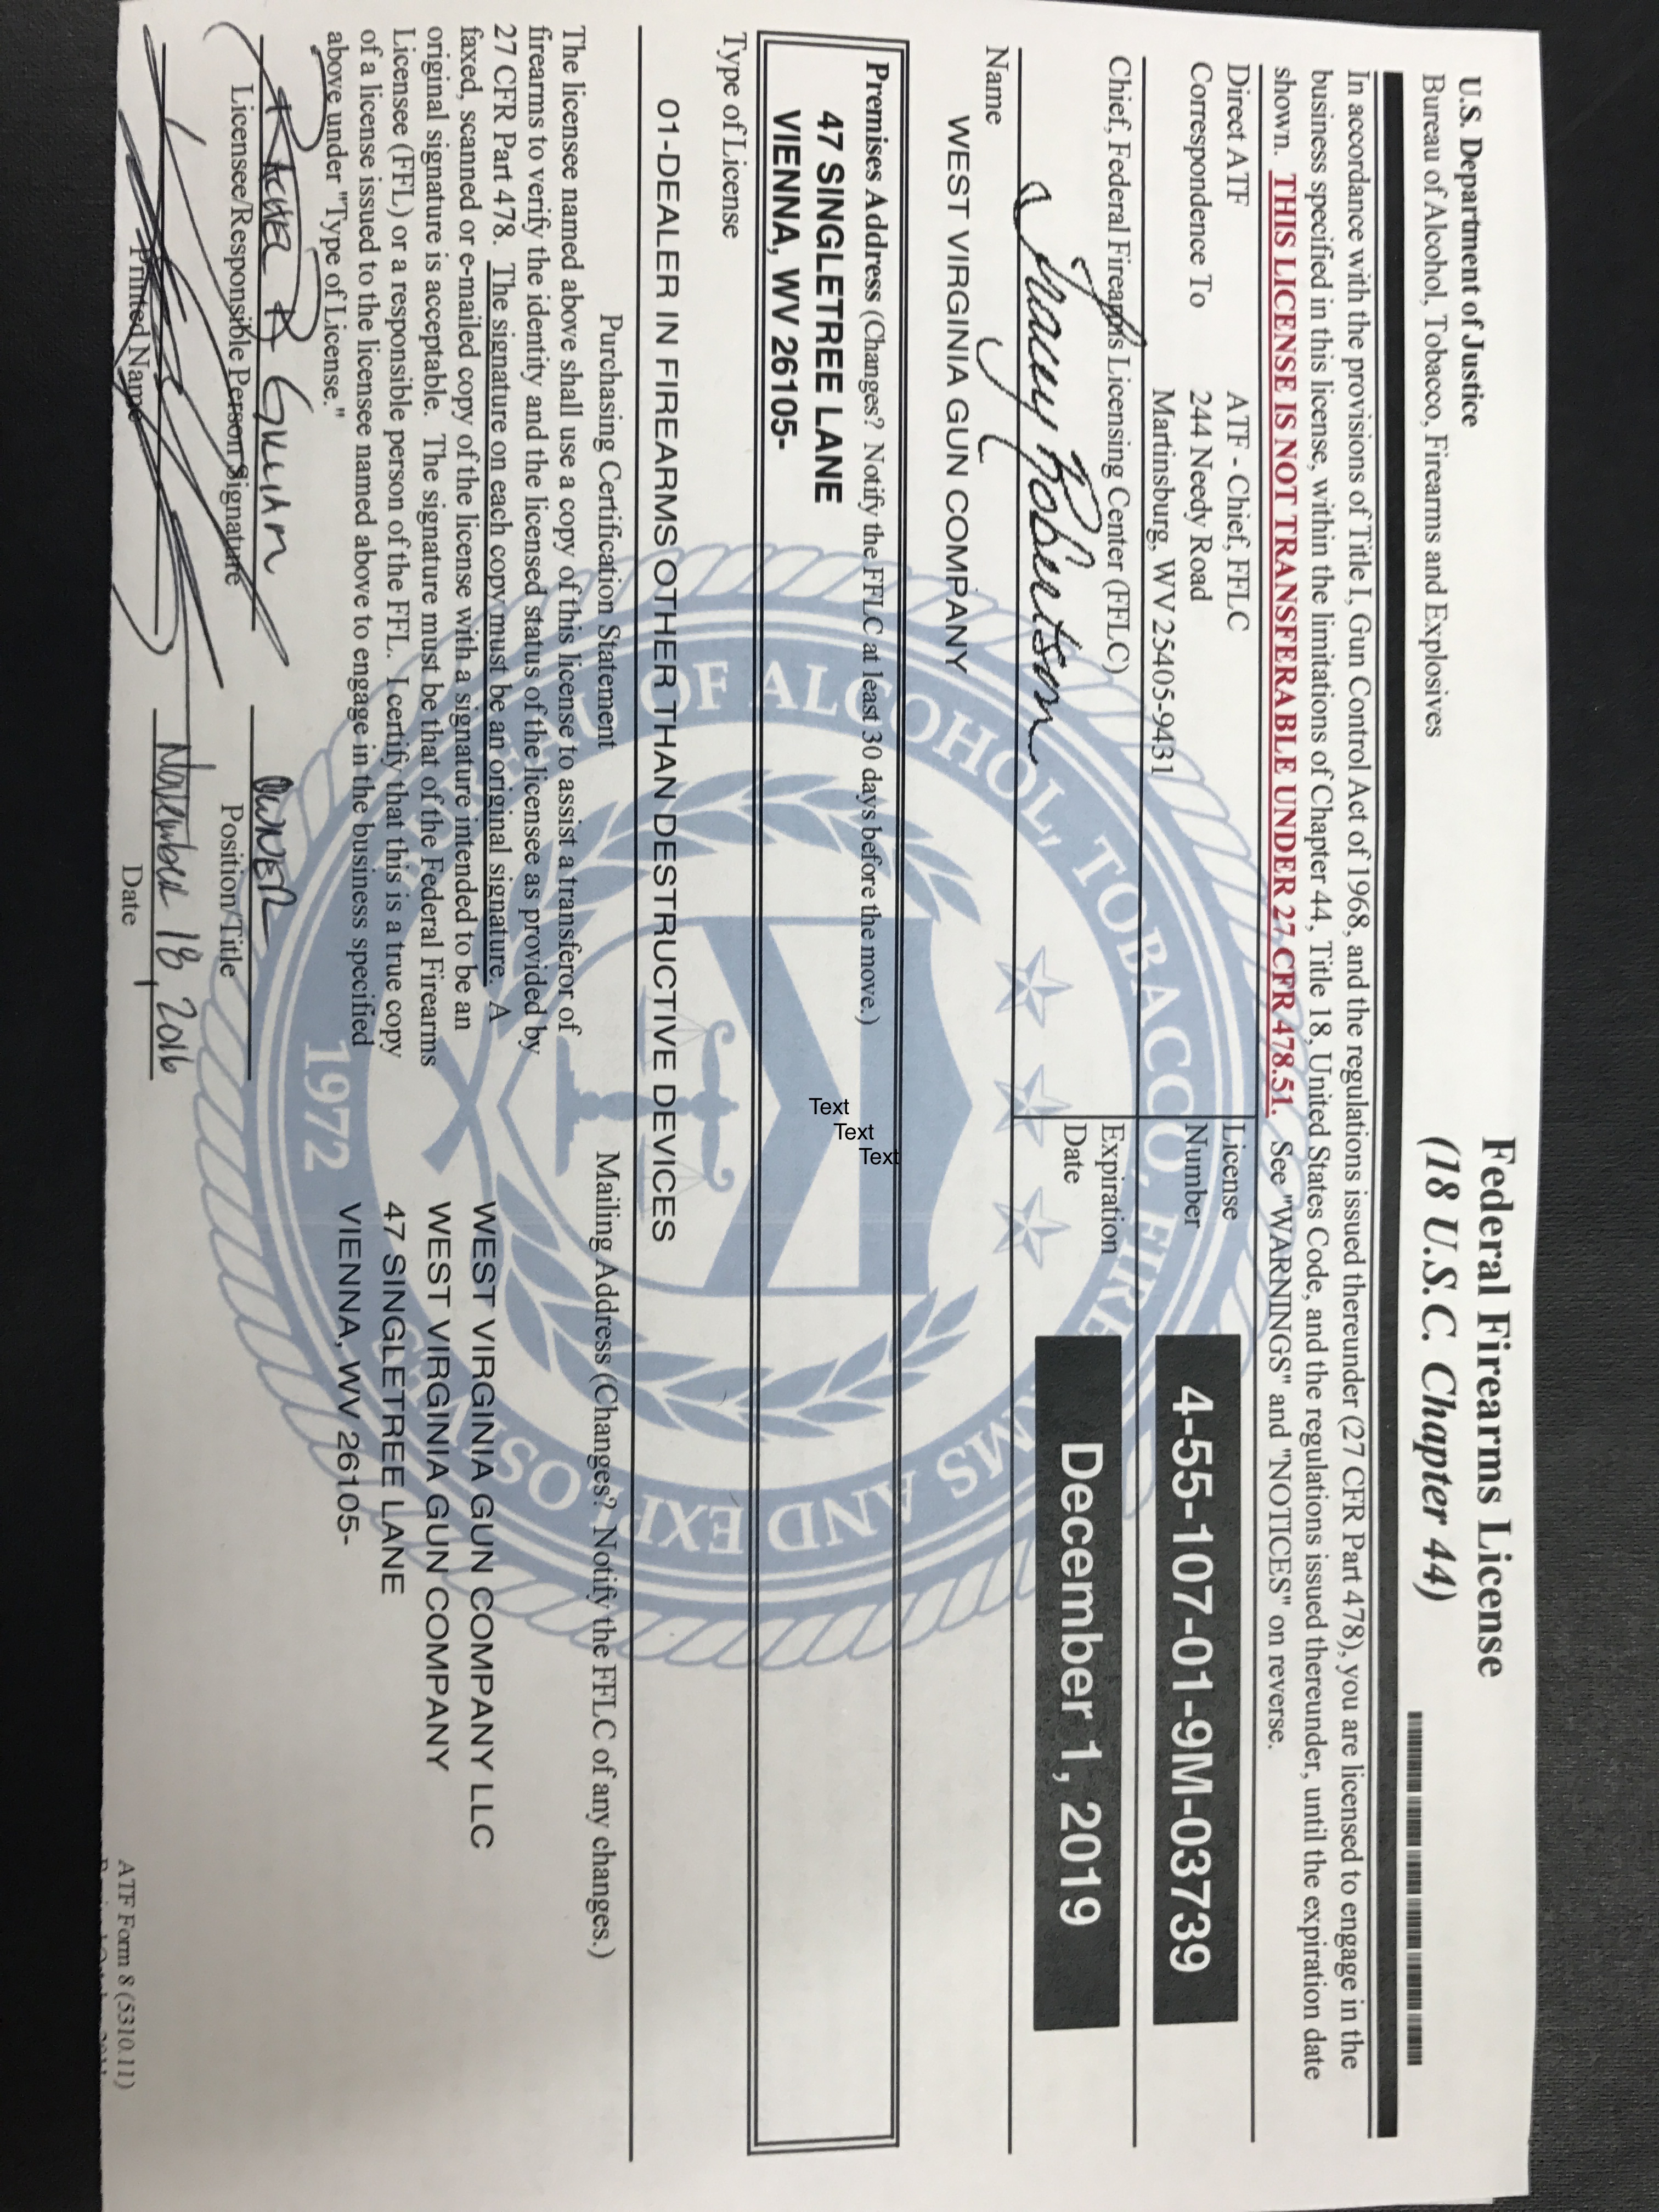 U.S. Department of Justice
Bureau of Alcohol, Tobacco, Firearms and Explosives
Federal Firearms License
(18 U.S.C. Chapter 44)
In accordance with the provisions of Title I, Gun Control Act of 1968, and the regulations issued thereunder (27 CFR Part 478), you are licensed to engage in the
business specified in this license, within the limitations of Chapter 44, Title 18, United States Code, and the regulations issued thereunder, until the expiration date
shown. THIS LICENSE IS NOT TRANSFERABLE UNDER 27 CFR 478.51. See "WARNINGS" and "NOTICES" on reverse.
Direct ATF
Correspondence To
ATF - Chief, FFLC
244 Needy Road
Martinsburg, WV 25405-9431
License
Number
4-55-107-01-9M-03739
Chief, Federal Firearms Licensing Center (FFLC)
Tracey Robertson
Expiration
Date
December 1, 2019
Name
WEST VIRGINIA GUN COMPANY
Premises Address (Changes? Notify the FFLC at least 30 days before the move.)
47 SINGLETREE LANE
VIENNA, WV 26105-
Text
Text
Text
Type of License
01-DEALER IN FIREARMS OTHER THAN DESTRUCTIVE DEVICES
Purchasing Certification Statement
The licensee named above shall use a copy of this license to assist a transferor of
firearms to verify the identity and the licensed status of the licensee as provided by
27 CFR Part 478. The signature on each copy must be an original signature. A
faxed, scanned or e-mailed copy of the license with a signature intended to be an
original signature is acceptable. The signature must be that of the Federal Firearms
Licensee (FFL) or a responsible person of the FFL. I certify that this is a true copy
of a license issued to the licensee named above to engage in the business specified
above under "Type of License."
Mailing Address (Changes? Notify the FFLC of any changes.)
WEST VIRGINIA GUN COMPANY LLC
WEST VIRGINIA GUN COMPANY
47 SINGLETREE LANE
VIENNA, WV 26105-
OWNER
Licensee/Responsible Person Signature
Position/Title
November 18, 2016
Printed Name
Date
ATF Form 8 (5310.11)
OF ALCOHOL, TOBACCO, FIREARMS AND EXPLOSIVES
1972